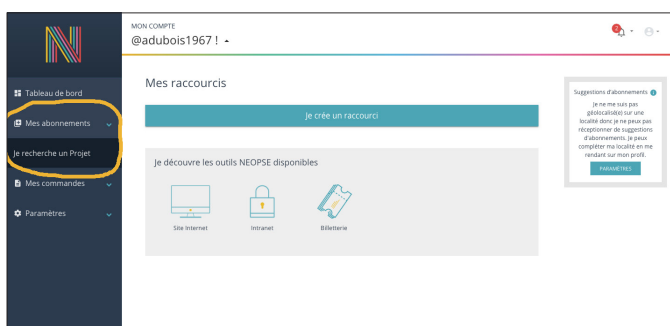 MON COMPTE
@adubois1967 !
2
Tableau de bord
Mes abonnements
Je recherche un Projet
Mes commandes
Paramètres
Mes raccourcis
Je crée un raccourci
Je découvre les outils NEOPSE disponibles
Site Internet
Intranet
Billetterie
Suggestions d'abonnements
Je ne me suis pas
géolocalisé(e) sur une
localité donc je ne peux pas
réceptionner de suggestions
d'abonnements. Je peux
compléter ma localité en me
rendant sur mon profil.
PARAMÈTRES